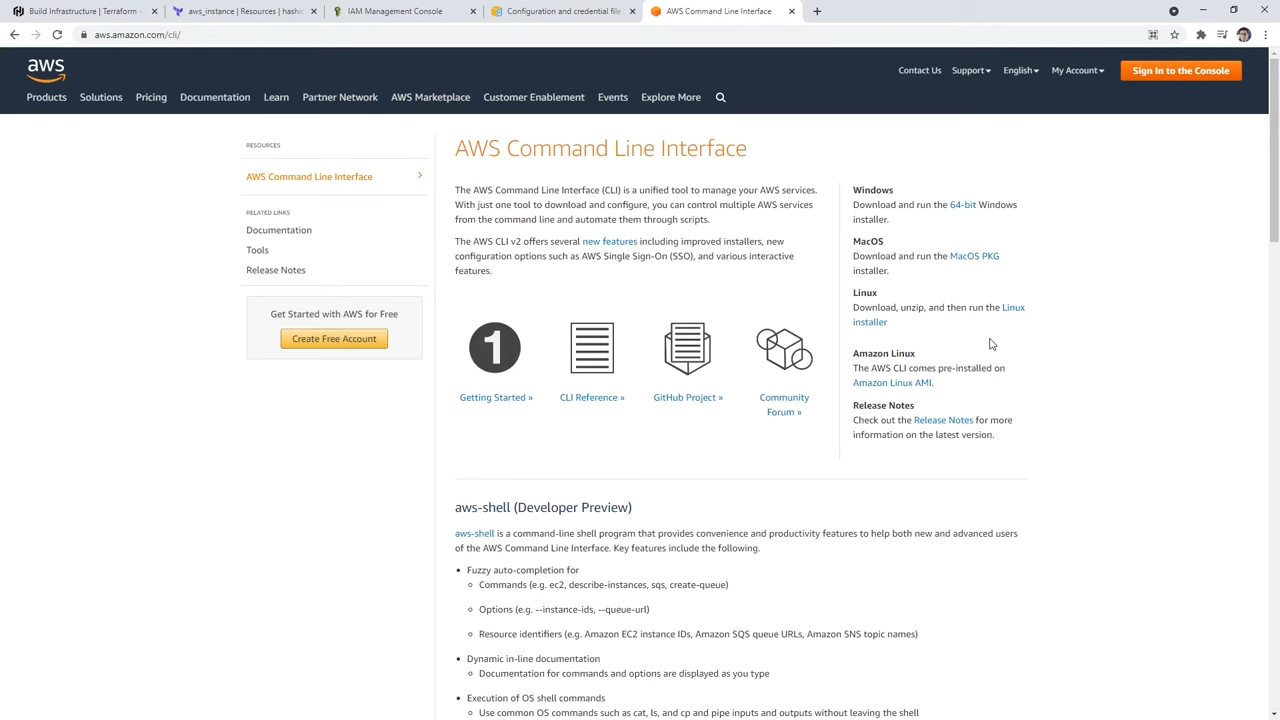 Build Infrastructure | Terraform
aws_instance | Resources | hashic
IAM Management Console
Configuration and credential file
AWS Command Line Interface
aws.amazon.com/cli/
aws
Contact Us
Support
English
My Account
Sign In to the Console
Products
Solutions
Pricing
Documentation
Learn
Partner Network
AWS Marketplace
Customer Enablement
Events
Explore More
RESOURCES
AWS Command Line Interface
RELATED LINKS
Documentation
Tools
Release Notes
Get Started with AWS for Free
Create Free Account
AWS Command Line Interface
The AWS Command Line Interface (CLI) is a unified tool to manage your AWS services.
With just one tool to download and configure, you can control multiple AWS services
from the command line and automate them through scripts.
The AWS CLI v2 offers several new features including improved installers, new
configuration options such as AWS Single Sign-On (SSO), and various interactive
features.
1
Getting Started »
CLI Reference »
GitHub Project »
Community
Forum »
Windows
Download and run the 64-bit Windows
installer.
MacOS
Download and run the MacOS PKG
installer.
Linux
Download, unzip, and then run the Linux
installer
Amazon Linux
The AWS CLI comes pre-installed on
Amazon Linux AMI.
Release Notes
Check out the Release Notes for more
information on the latest version.
aws-shell (Developer Preview)
aws-shell is a command-line shell program that provides convenience and productivity features to help both new and advanced users
of the AWS Command Line Interface. Key features include the following.
• Fuzzy auto-completion for
Commands (e.g. ec2, describe-instances, sqs, create-queue)
Options (e.g. --instance-ids, --queue-url)
Resource identifiers (e.g. Amazon EC2 instance IDs, Amazon SQS queue URLs, Amazon SNS topic names)
• Dynamic in-line documentation
Documentation for commands and options are displayed as you type
• Execution of OS shell commands
Use common OS commands such as cat, ls, and cp and pipe inputs and outputs without leaving the shell